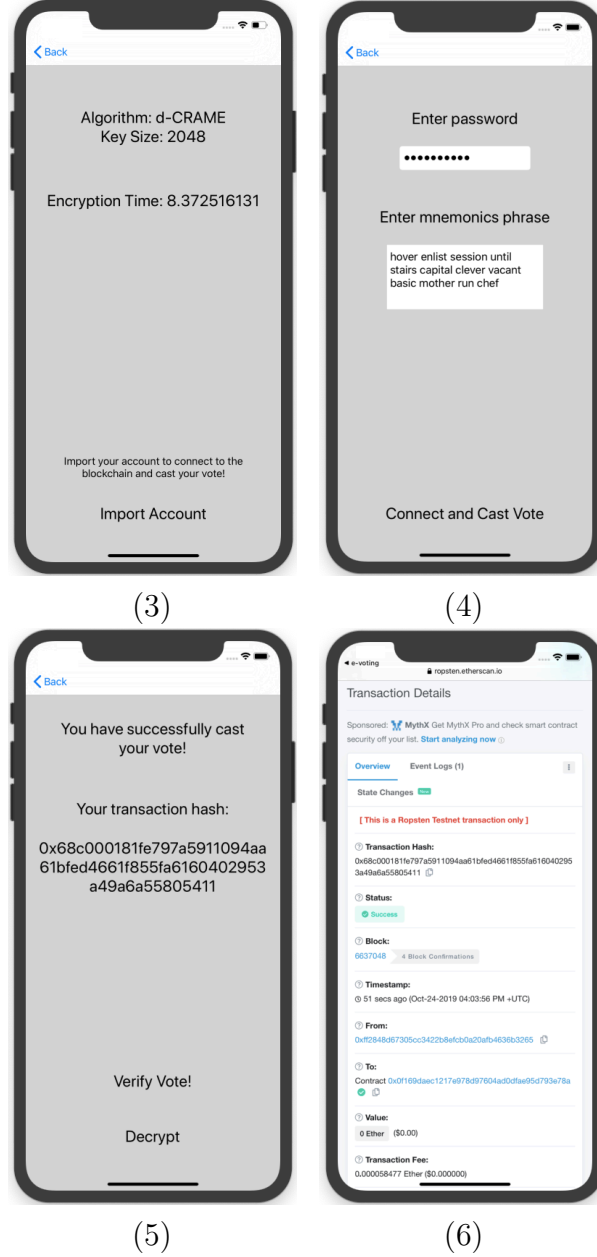 Back
Algorithm: d-CRAME
Key Size: 2048
Encryption Time: 8.372516131
Import your account to connect to the
blockchain and cast your vote!
Import Account
(3)
Back
Enter password
••••••••••
Enter mnemonics phrase
hover enlist session until
stairs capital clever vacant
basic mother run chef
Connect and Cast Vote
(4)
Back
You have successfully cast
your vote!
Your transaction hash:
0x68c000181fe797a5911094aa
61bfed4661f855fa6160402953
a49a6a55805411
Verify Vote!
Decrypt
(5)
e-voting
ropsten.etherscan.io
Transaction Details
Sponsored: MythX Get MythX Pro and check smart contract
security off your list. Start analyzing now
Overview Event Logs (1)
State Changes New
[ This is a Ropsten Testnet transaction only ]
Transaction Hash:
0x68c000181fe797a5911094aa61bfed4661f855fa616040295
3a49a6a55805411
Status:
Success
Block:
6637048 4 Block Confirmations
Timestamp:
51 secs ago (Oct-24-2019 04:03:56 PM +UTC)
From:
0xff2848d67305cc3422b8efcb0a20afb4636b3265
To:
Contract 0x0f169daec1217e978d97604ad0dfae95d793e78a
Value:
0 Ether ($0.00)
Transaction Fee:
0.000058477 Ether ($0.000000)
(6)